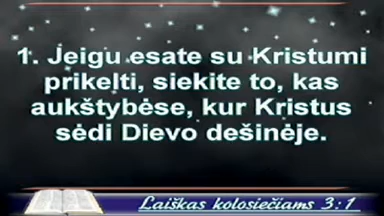 1. Jeigu esate su Kristumi
prikelti, siekite to, kas
aukštybėse, kur Kristus
sėdi Dievo dešinėje.
Laiškas kolosiečiams 3:1